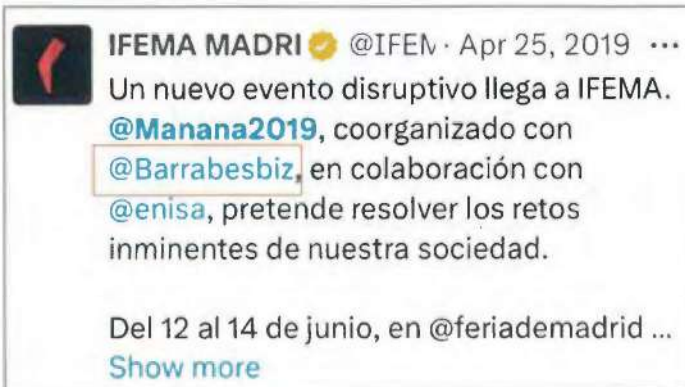 IFEMA MADRI @IFEM · Apr 25, 2019 ···
Un nuevo evento disruptivo llega a IFEMA.
@Manana2019, coorganizado con
@Barrabesbiz, en colaboración con
@enisa, pretende resolver los retos
inminentes de nuestra sociedad.
Del 12 al 14 de junio, en @feriademadrid ...
Show more